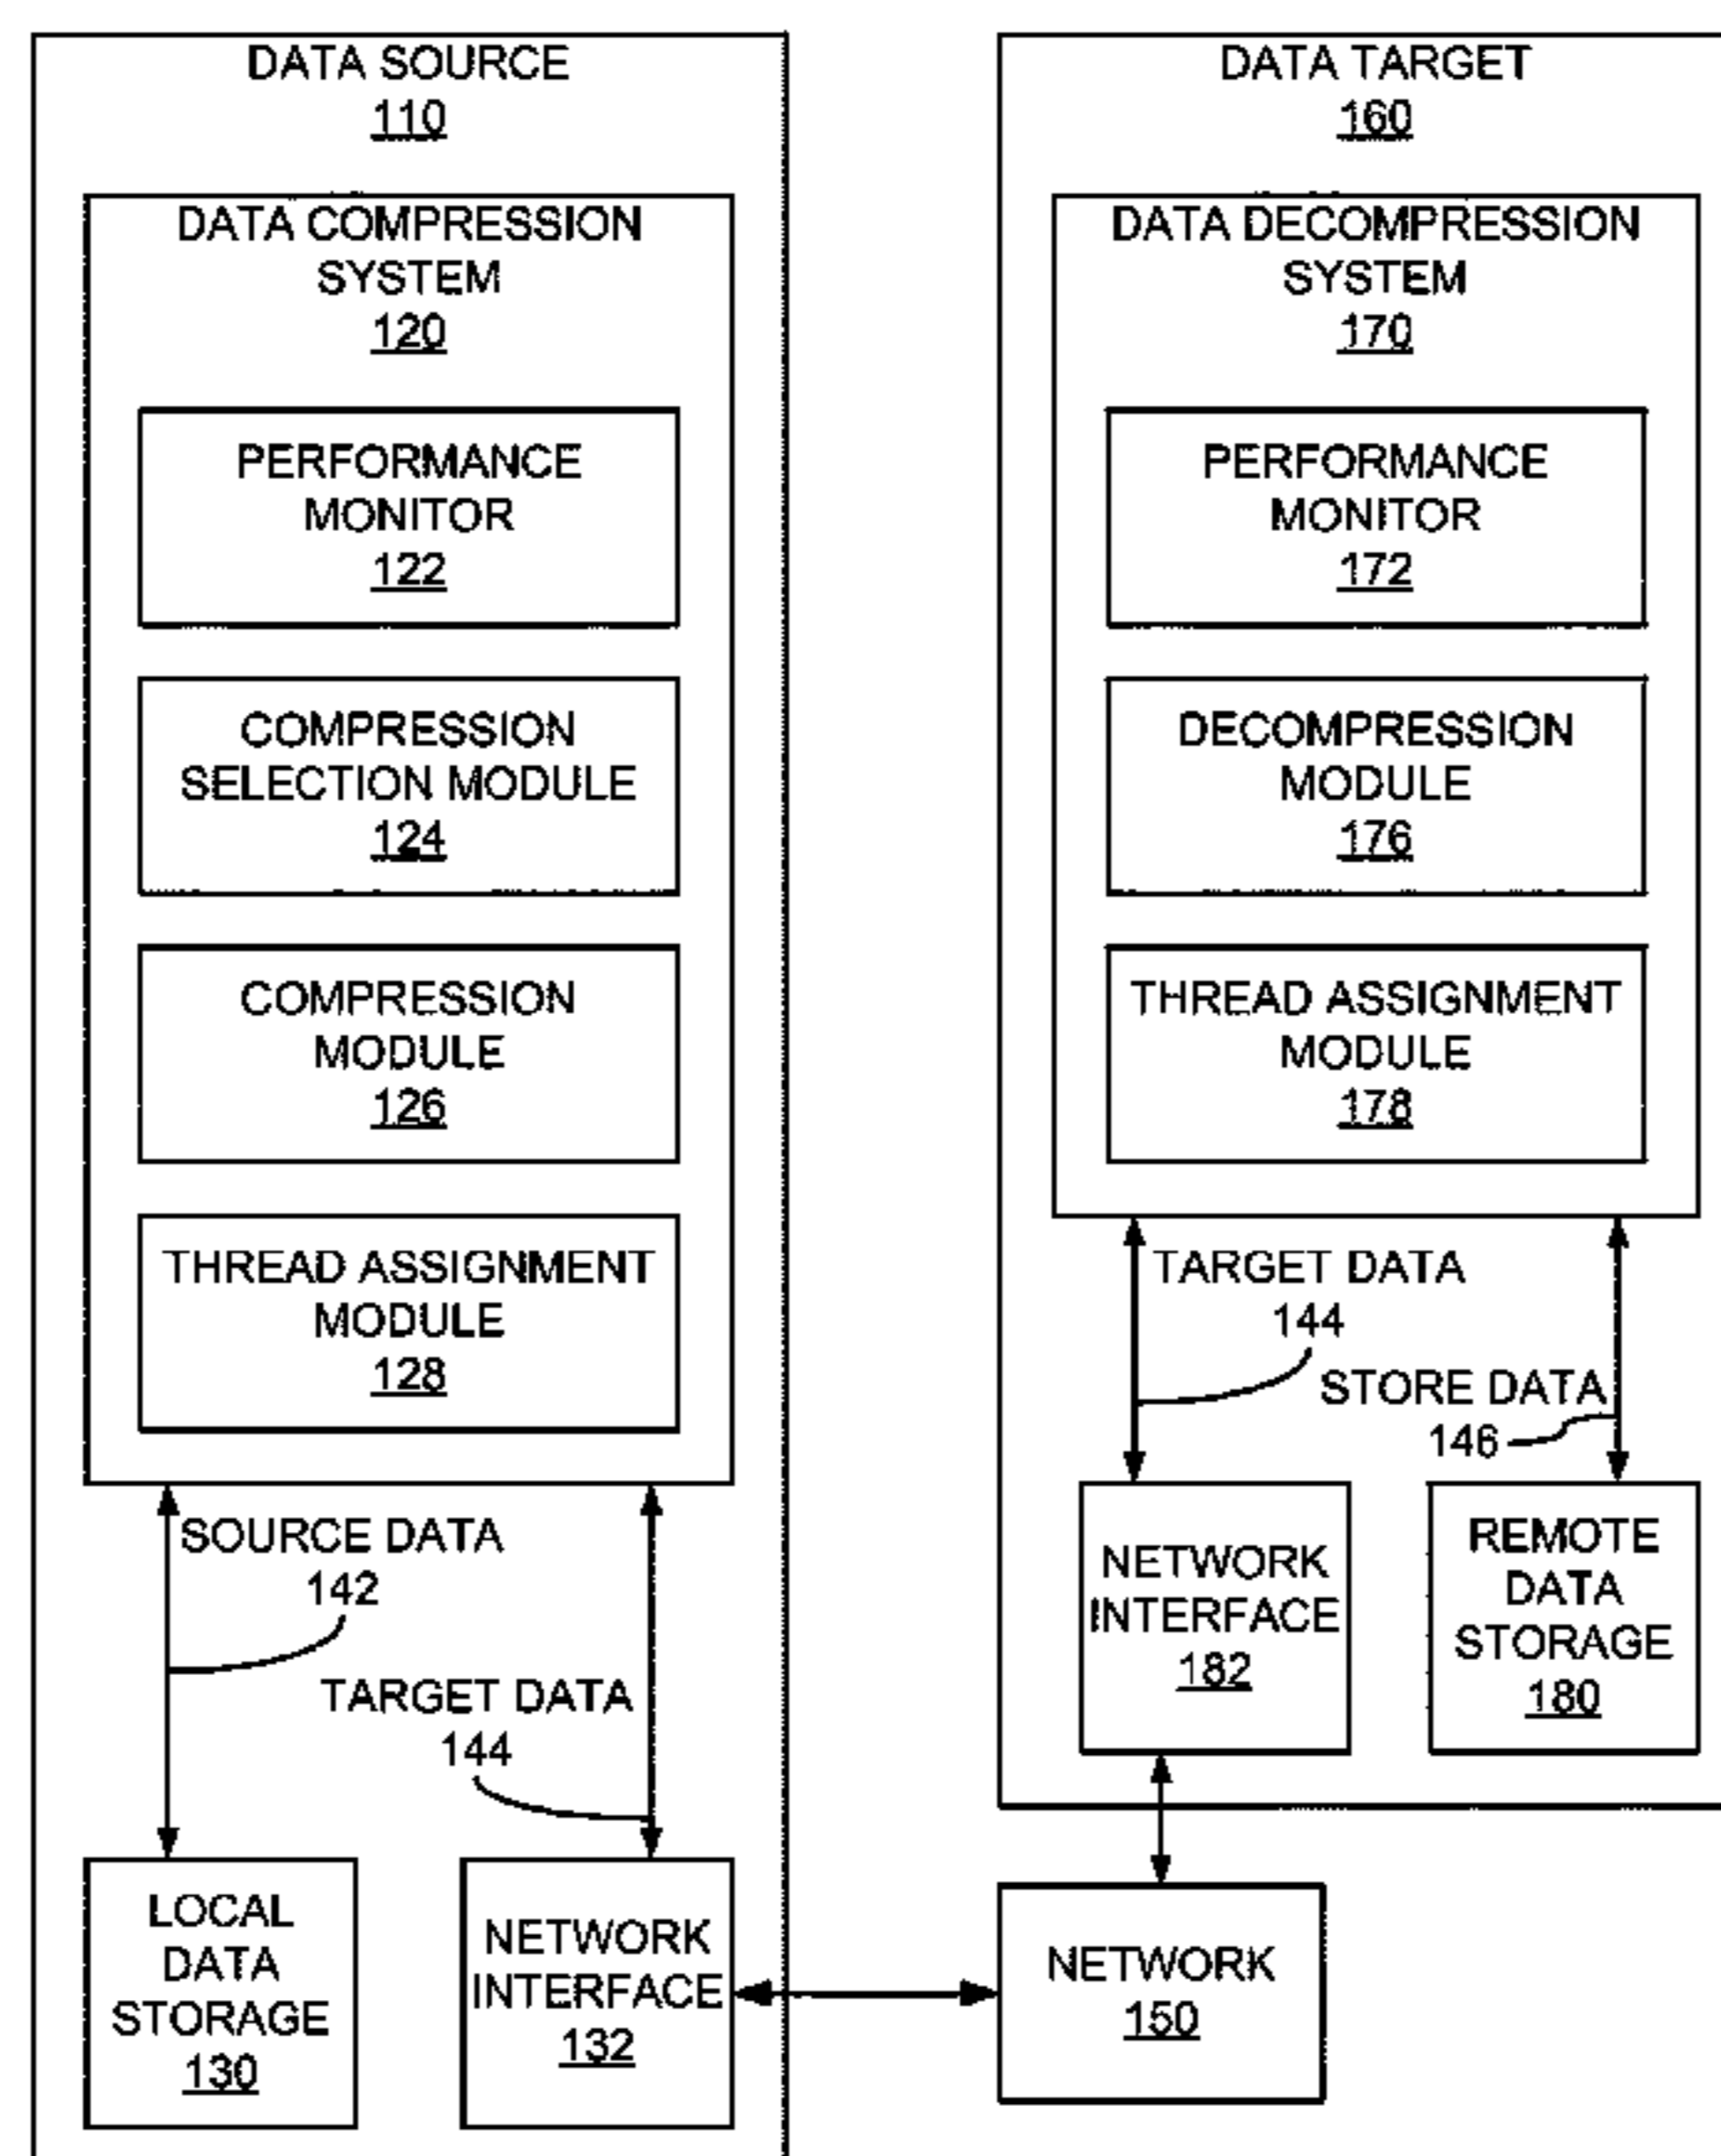 DATA SOURCE
110
DATA COMPRESSION
SYSTEM
120
PERFORMANCE
MONITOR
122
COMPRESSION
SELECTION MODULE
124
COMPRESSION
MODULE
126
THREAD ASSIGNMENT
MODULE
128
SOURCE DATA
142
TARGET DATA
144
LOCAL
DATA
STORAGE
130
NETWORK
INTERFACE
132
DATA TARGET
160
DATA DECOMPRESSION
SYSTEM
170
PERFORMANCE
MONITOR
172
DECOMPRESSION
MODULE
176
THREAD ASSIGNMENT
MODULE
178
TARGET DATA
144
STORE DATA
146
NETWORK
INTERFACE
182
REMOTE
DATA
STORAGE
180
NETWORK
150